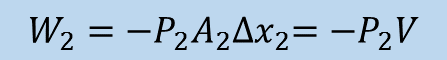 W₂ = −P₂A₂Δx₂= −P₂V